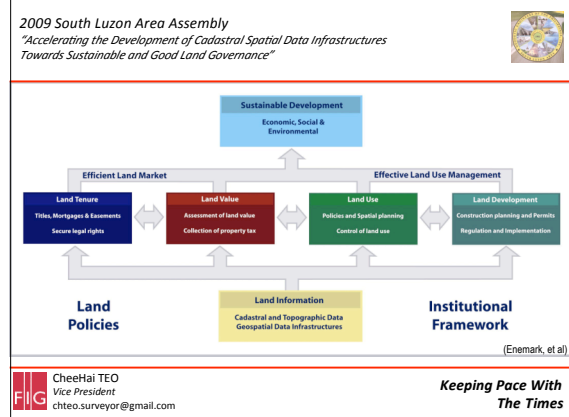 2009 South Luzon Area Assembly
“Accelerating the Development of Cadastral Spatial Data Infrastructures
Towards Sustainable and Good Land Governance”
Sustainable Development
Economic, Social &
Environmental
Efficient Land Market
Effective Land Use Management
Land Tenure
Titles, Mortgages & Easements
Secure legal rights
Land Value
Assessment of land value
Collection of property tax
Land Use
Policies and Spatial planning
Control of land use
Land Development
Construction planning and Permits
Regulation and Implementation
Land Information
Cadastral and Topographic Data
Geospatial Data Infrastructures
Land
Policies
Institutional
Framework
(Enemark, et al)
FIG
CheeHai TEO
Vice President
chteo.surveyor@gmail.com
Keeping Pace With
The Times